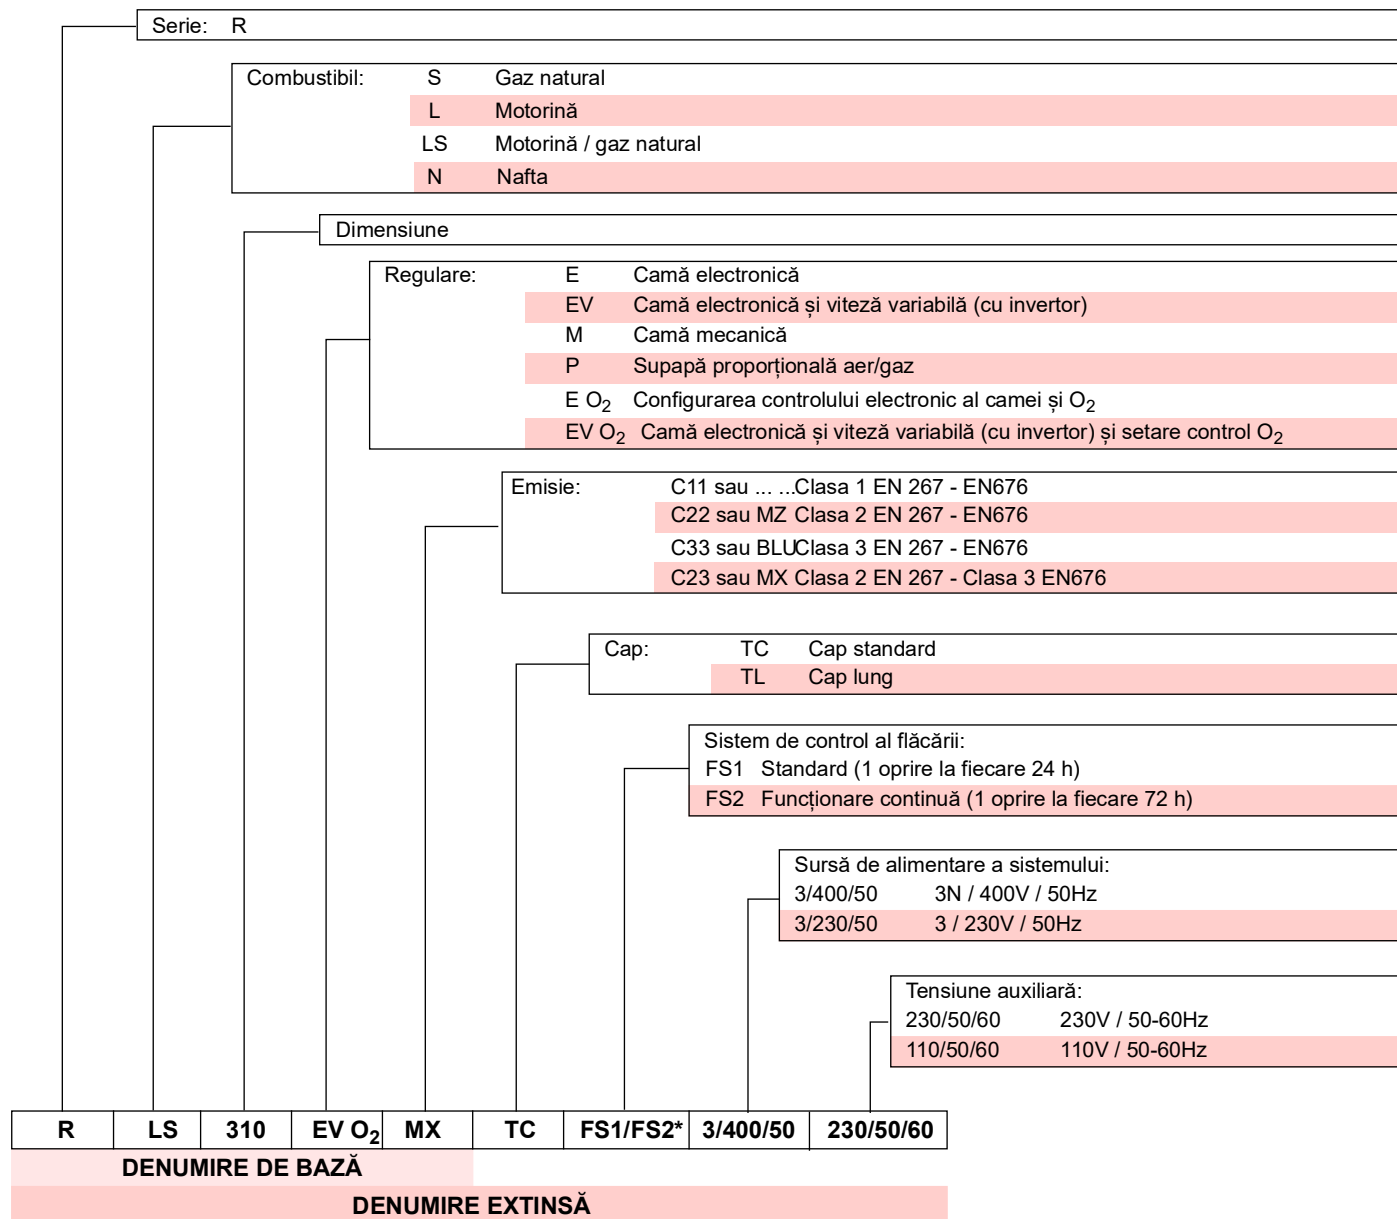 Serie: R
Combustibil: S Gaz natural
L Motorină
LS Motorină / gaz natural
N Nafta
Dimensiune
Regulare: E Camă electronică
EV Camă electronică și viteză variabilă (cu invertor)
M Camă mecanică
P Supapă proporțională aer/gaz
E O2 Configurarea controlului electronic al camei și O2
EV O2 Camă electronică și viteză variabilă (cu invertor) și setare control O2
Emisie: C11 sau ... ...Clasa 1 EN 267 - EN676
C22 sau MZ Clasa 2 EN 267 - EN676
C33 sau BLUClasa 3 EN 267 - EN676
C23 sau MX Clasa 2 EN 267 - Clasa 3 EN676
Cap: TC Cap standard
TL Cap lung
Sistem de control al flăcării:
FS1 Standard (1 oprire la fiecare 24 h)
FS2 Funcționare continuă (1 oprire la fiecare 72 h)
Sursă de alimentare a sistemului:
3/400/50 3N / 400V / 50Hz
3/230/50 3 / 230V / 50Hz
Tensiune auxiliară:
230/50/60 230V / 50-60Hz
110/50/60 110V / 50-60Hz
R LS 310 EV O2 MX TC FS1/FS2* 3/400/50 230/50/60
DENUMIRE DE BAZĂ
DENUMIRE EXTINSĂ